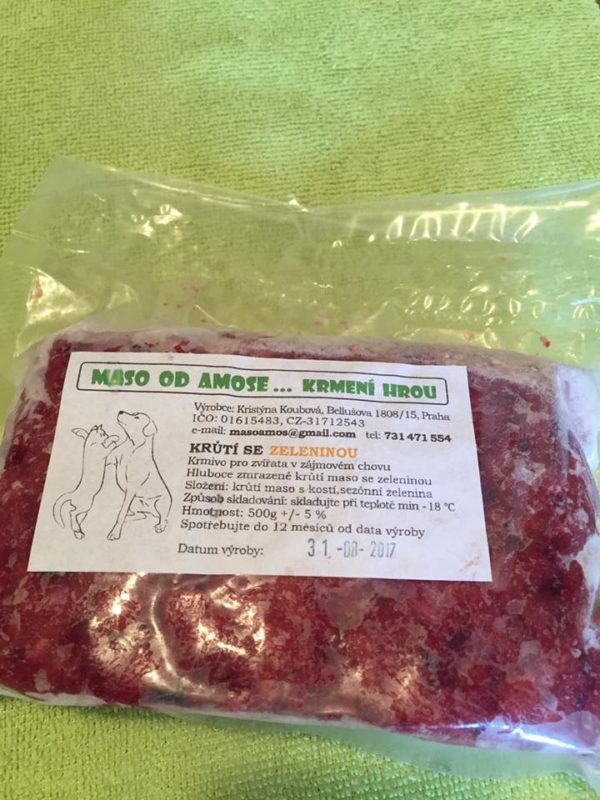 MASO OD AMOSE... KRMENÍ HROU
Výrobce: Kristýna Koubová, Bellušova 1808/15, Praha
IČO: 01615483, CZ-31712543
e-mail: masoamos@gmail.com tel: 731 471 554
KRŮTÍ SE ZELENINOU
Krmivo pro zvířata v zájmovém chovu
Hluboce zmrazené krůtí maso se zeleninou
Složení: krůtí maso s kostí,sezónní zelenina
Způsob skladování: skladujte při teplotě min - 18 °C
Hmotnost: 500g +/- 5 %
Spotřebujte do 12 měsíců od data výroby
Datum výroby: 31.-08-2017